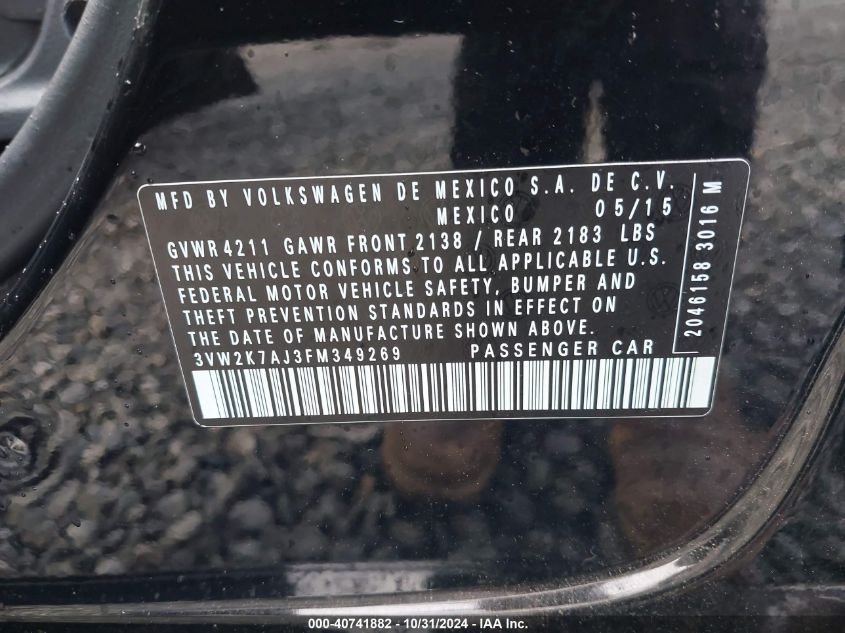 MFD BY VOLKSWAGEN DE MEXICO S.A. DE C.V.
MEXICO 05/15
GVWR 4211 GAWR FRONT 2138 / REAR 2183 LBS
THIS VEHICLE CONFORMS TO ALL APPLICABLE U.S.
FEDERAL MOTOR VEHICLE SAFETY, BUMPER AND
THEFT PREVENTION STANDARDS IN EFFECT ON
THE DATE OF MANUFACTURE SHOWN ABOVE.
3VW2K7AJ3FM349269 PASSENGER CAR
2046158 3016 M
000-40741882 - 10/31/2024 - IAA Inc.